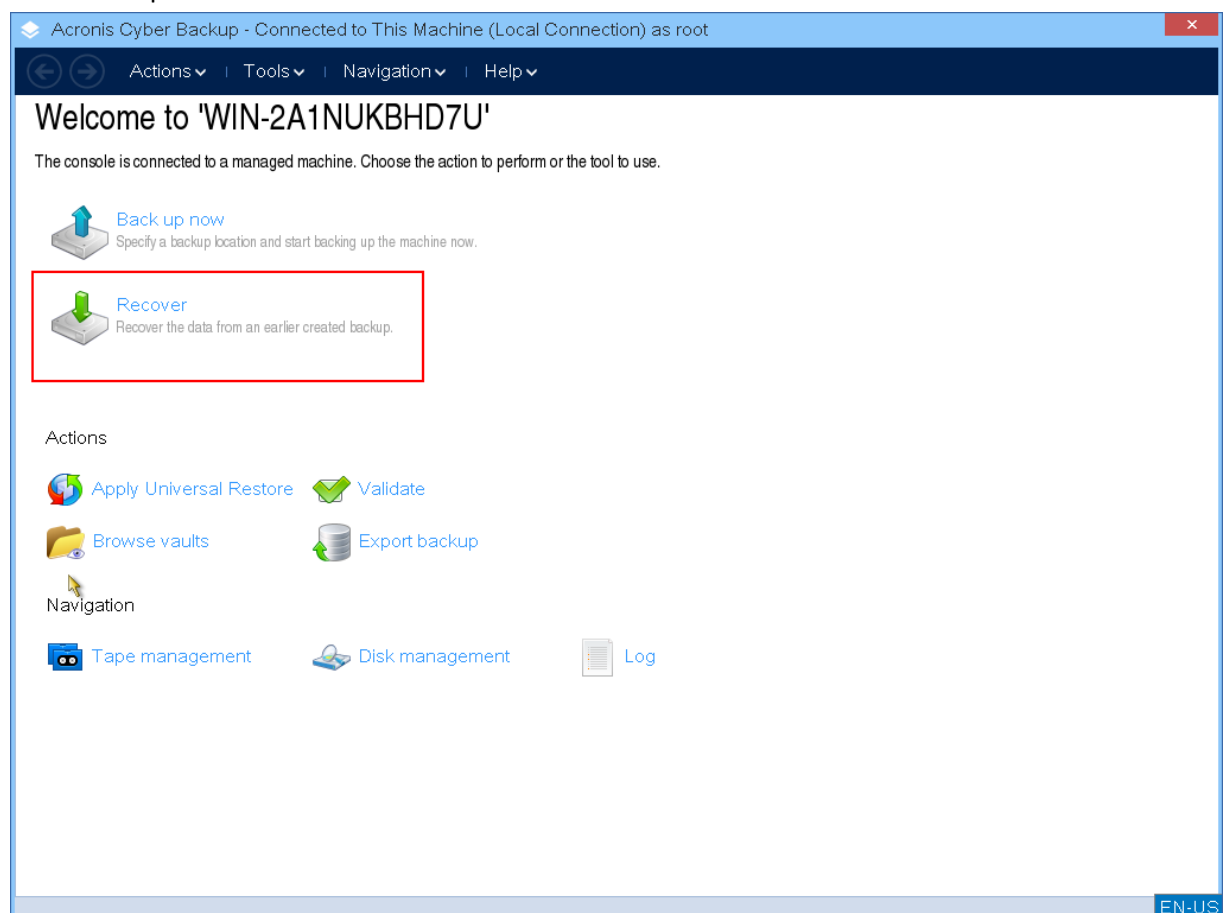 Acronis Cyber Backup - Connected to This Machine (Local Connection) as root
Actions Tools Navigation Help
Welcome to 'WIN-2A1NUKBHD7U'
The console is connected to a managed machine. Choose the action to perform or the tool to use.
Back up now
Specify a backup location and start backing up the machine now.
Recover
Recover the data from an earlier created backup.
Actions
Apply Universal Restore Validate
Browse vaults Export backup
Navigation
Tape management Disk management Log
EN-US